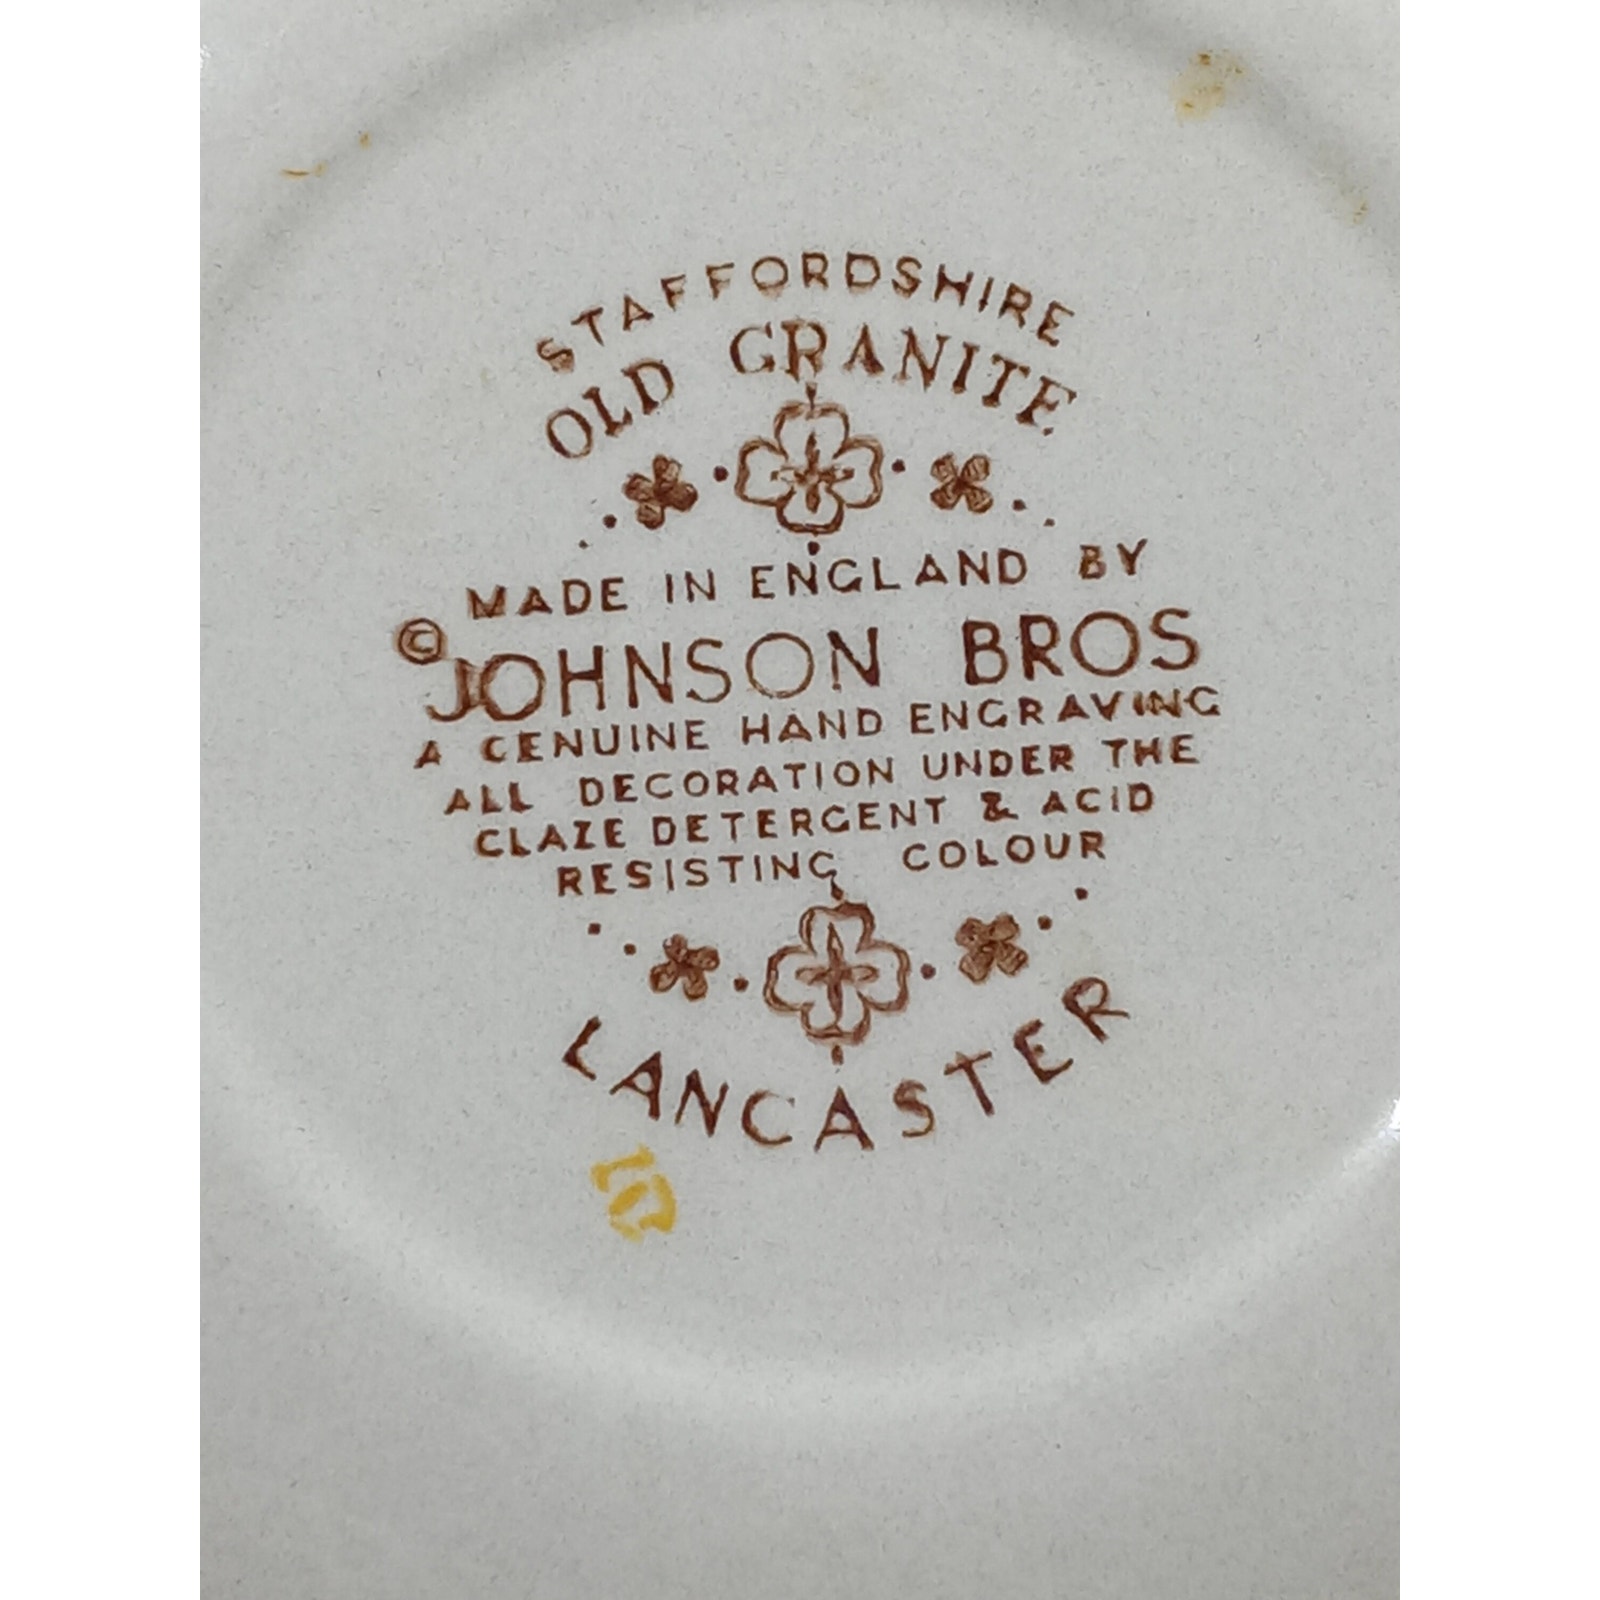 STAFFORDSHIRE
OLD GRANITE
MADE IN ENGLAND BY
© JOHNSON BROS
A GENUINE HAND ENGRAVING
ALL DECORATION UNDER THE
GLAZE DETERGENT & ACID
RESISTING COLOUR
LANCASTER
10